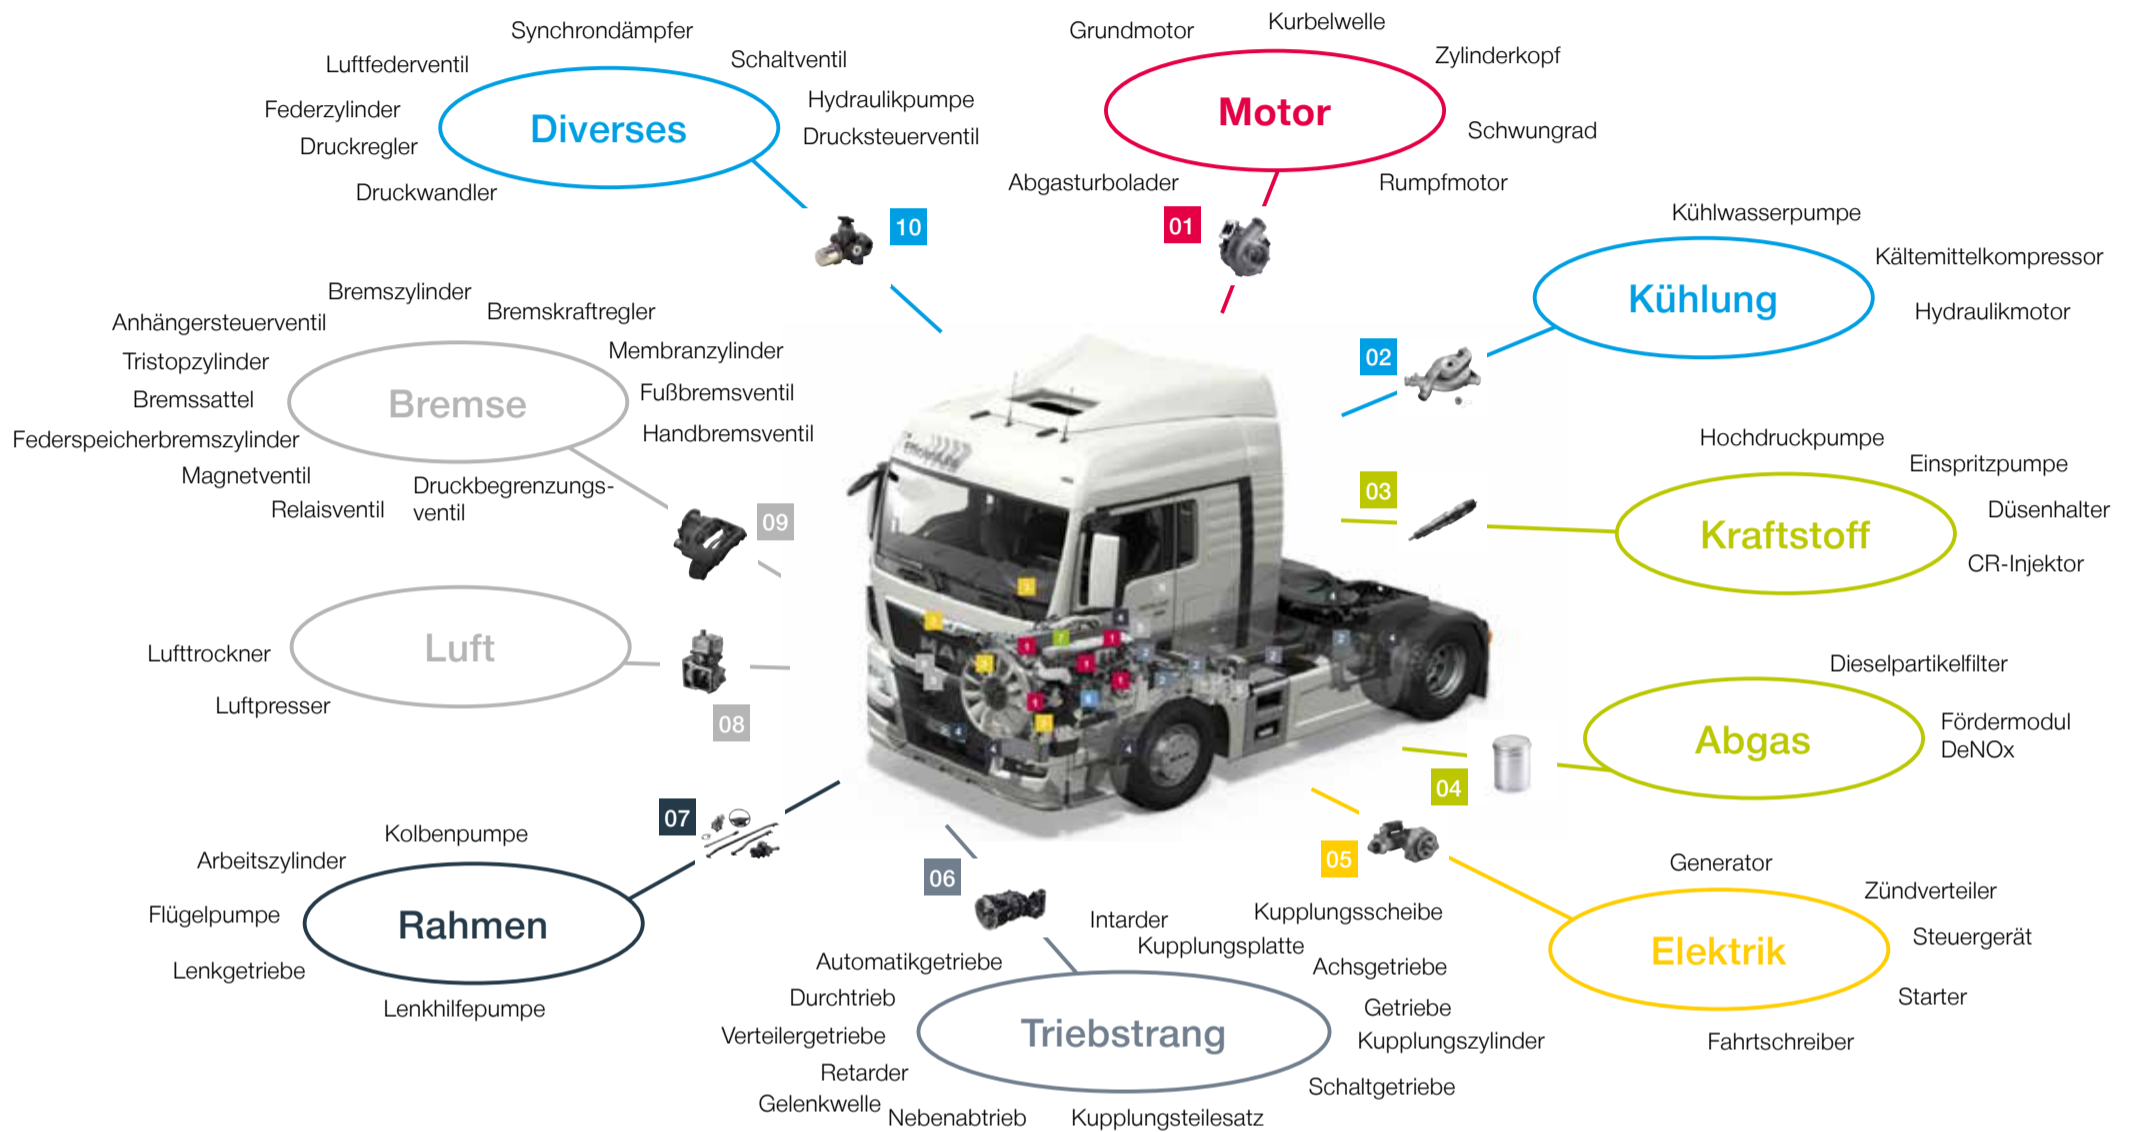 Synchrondämpfer
Luftfederventil
Schaltventil
Federzylinder
Hydraulikpumpe
Druckregler
Drucksteuerventil
Diverses
Druckwandler
10
Grundmotor
Kurbelwelle
Zylinderkopf
Motor
Schwungrad
Abgasturbolader
Rumpfmotor
01
Kühlwasserpumpe
Kältemittelkompressor
Kühlung
Hydraulikmotor
02
Hochdruckpumpe
Einspritzpumpe
Düsenhalter
Kraftstoff
CR-Injektor
03
Dieselpartikelfilter
Abgas
Fördermodul
DeNOx
04
Generator
Zündverteiler
Steuergerät
Elektrik
Starter
Fahrtschreiber
05
06
Intarder
Kupplungsscheibe
Kupplungsplatte
Automatikgetriebe
Achsgetriebe
Durchtrieb
Getriebe
Verteilergetriebe
Triebstrang
Kupplungszylinder
Retarder
Schaltgetriebe
Gelenkwelle
Nebenabtrieb
Kupplungsteilesatz
07
Kolbenpumpe
Arbeitszylinder
Flügelpumpe
Rahmen
Lenkgetriebe
Lenkhilfepumpe
Luft
Lufttrockner
Luftpresser
08
Bremszylinder
Bremskraftregler
Anhängersteuerventil
Membranzylinder
Tristopzylinder
Fußbremsventil
Bremssattel
Bremse
Handbremsventil
Federspeicherbremszylinder
Magnetventil
Druckbegrenzungs-
ventil
Relaisventil
09